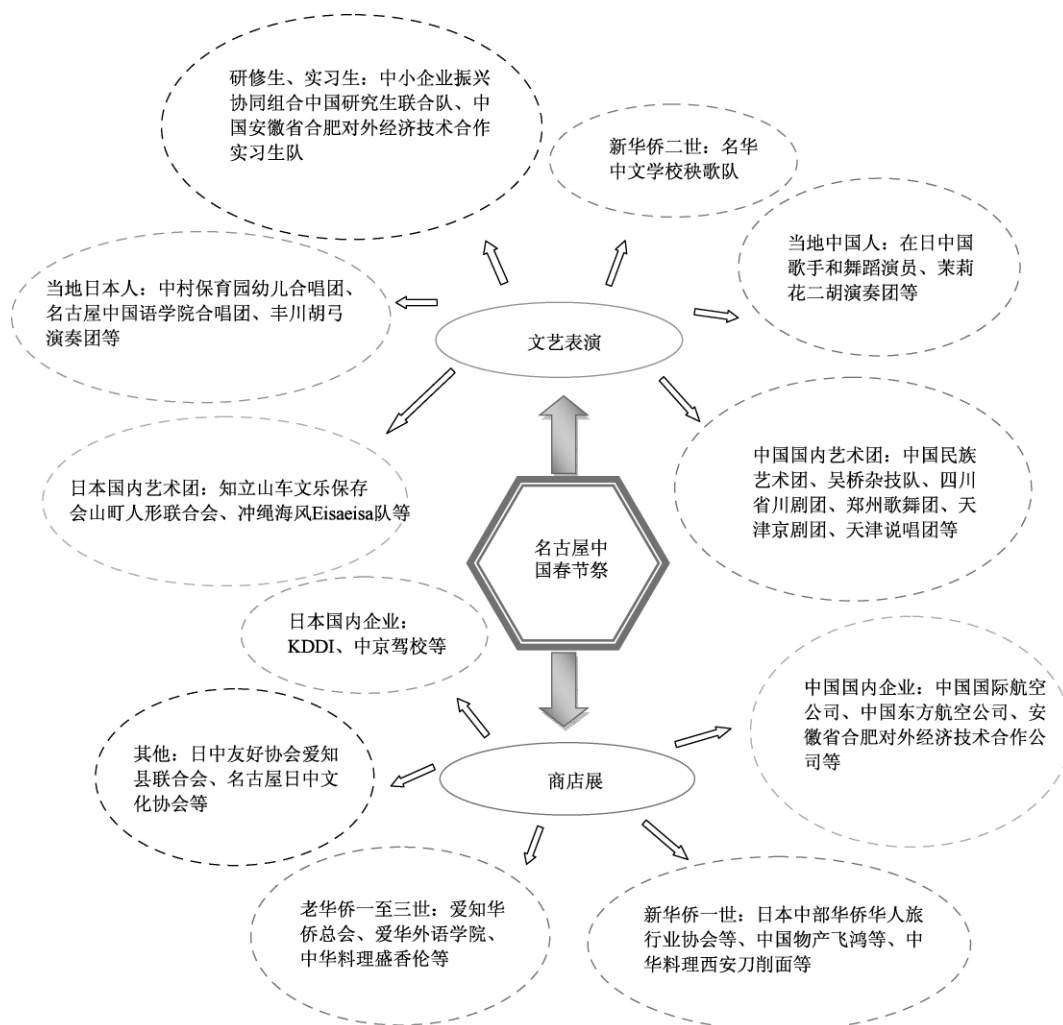 研修生、实习生：中小企业振兴
协同组合中国研究生联合队、中
国安徽省合肥对外经济技术合作
实习生队
新华侨二世：名华
中文学校秧歌队
当地中国人：在日中国
歌手和舞蹈演员、茉莉
花二胡演奏团等
当地日本人：中村保育园幼儿合唱团、
名古屋中国语学院合唱团、丰川胡弓
演奏团等
文艺表演
中国国内艺术团：中国民族
艺术团、吴桥杂技队、四川
省川剧团、郑州歌舞团、天
津京剧团、天津说唱团等
日本国内艺术团：知立山车文乐保存
会山町人形联合会、冲绳海风Eisaeisa队等
名古屋中
国春节祭
日本国内企业：
KDDI、中京驾校等
中国国内企业：中国国际航空
公司、中国东方航空公司、安
徽省合肥对外经济技术合作公
司等
其他：日中友好协会爱知
县联合会、名古屋日中文
化协会等
商店展
老华侨一至三世：爱知华
侨总会、爱华外语学院、
中华料理盛香伦等
新华侨一世：日本中部华侨华人旅
行业协会等、中国物产飞鸿等、中
华料理西安刀削面等